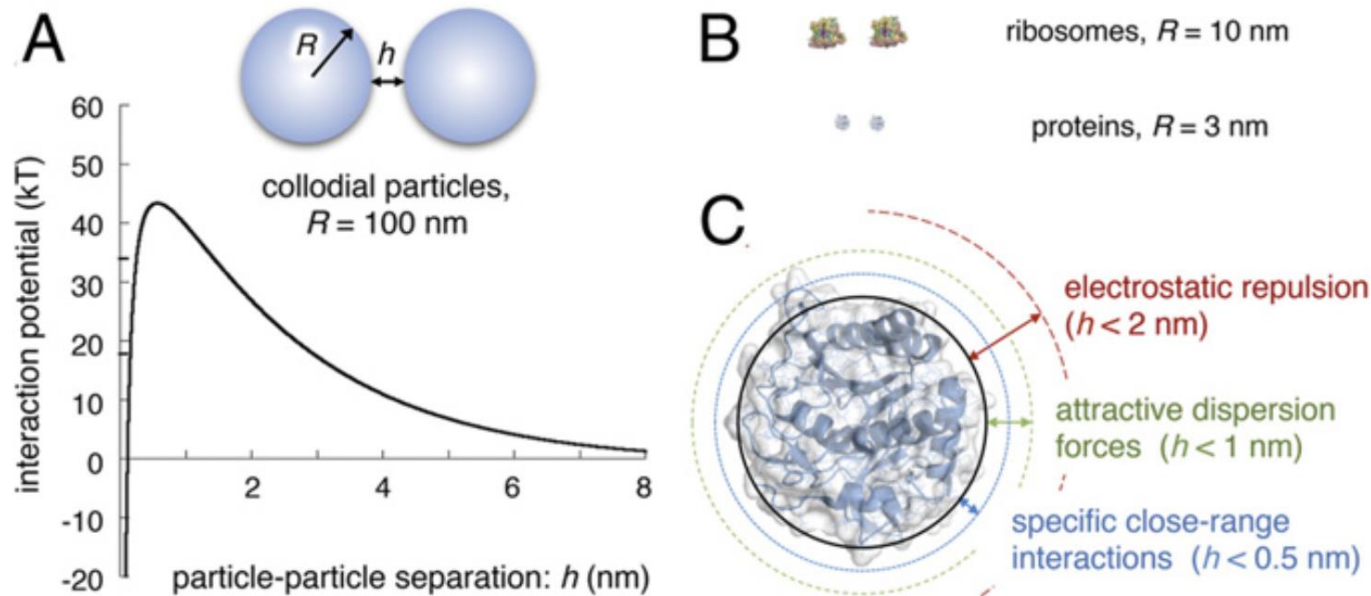 A
R
h
collodial particles,
R = 100 nm
interaction potential (kT)
60
50
40
30
20
10
0
-10
-20
2
4
6
8
particle-particle separation: h (nm)
B
ribosomes, R = 10 nm
proteins, R = 3 nm
C
electrostatic repulsion
(h < 2 nm)
attractive dispersion
forces (h < 1 nm)
specific close-range
interactions (h < 0.5 nm)